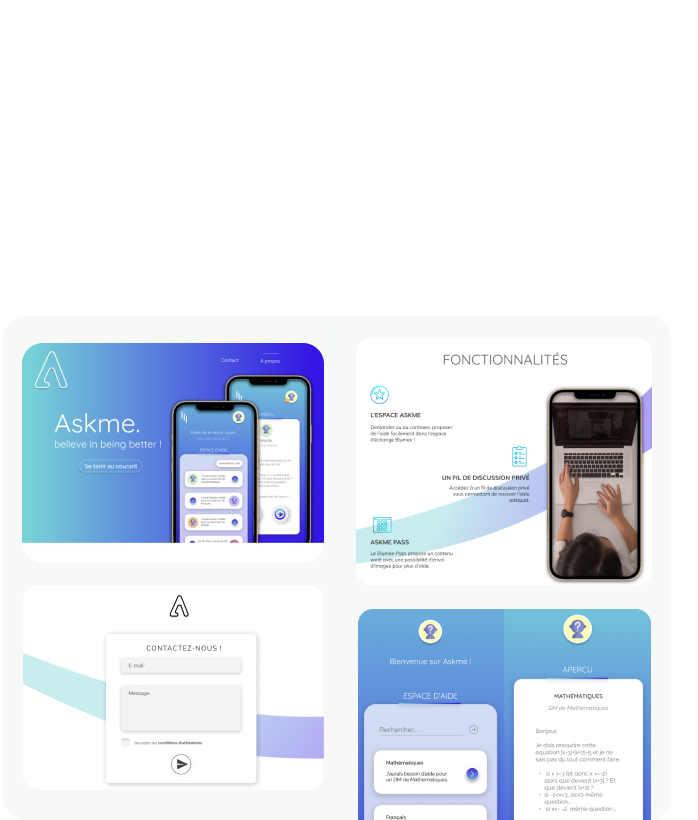 Contact
A propos
Askme.
believe in being better !
Se tenir au courant
ESPACE D'AIDE
FONCTIONNALITÉS
L'ESPACE ASKME
Demander ou au contraire, proposer
de l'aide facilement dans l'espace
d'échange Blumee !
UN FIL DE DISCUSSION PRIVÉ
Accédez à un fil de discussion privé
vous permettant de recevoir l'aide
adéquat.
ASKME PASS
Le Blumee Pass propose un contenu
varié avec une possibilité d'envoi
d'images pour plus d'aide.
CONTACTEZ-NOUS !
E-mail*
Message.
J'accepte les conditions d'utilisations
Bienvenue sur Askme !
ESPACE D'AIDE
Rechercher...
Mathématiques
J'aurais besoin d'aide pour
un DM de Mathématiques.
Français
APERCU
MATHÉMATIQUES
DM de Mathématiques
Bonjour,
Je dois resoudre cette
équation |x-3|+|x+2|=5 et je ne
sais pas du tout comment faire.
alors que devient |x+3| ? Et
que devient |x+2| ?
- si -2<x<3, alors même
question...
- si x< -2, même question...